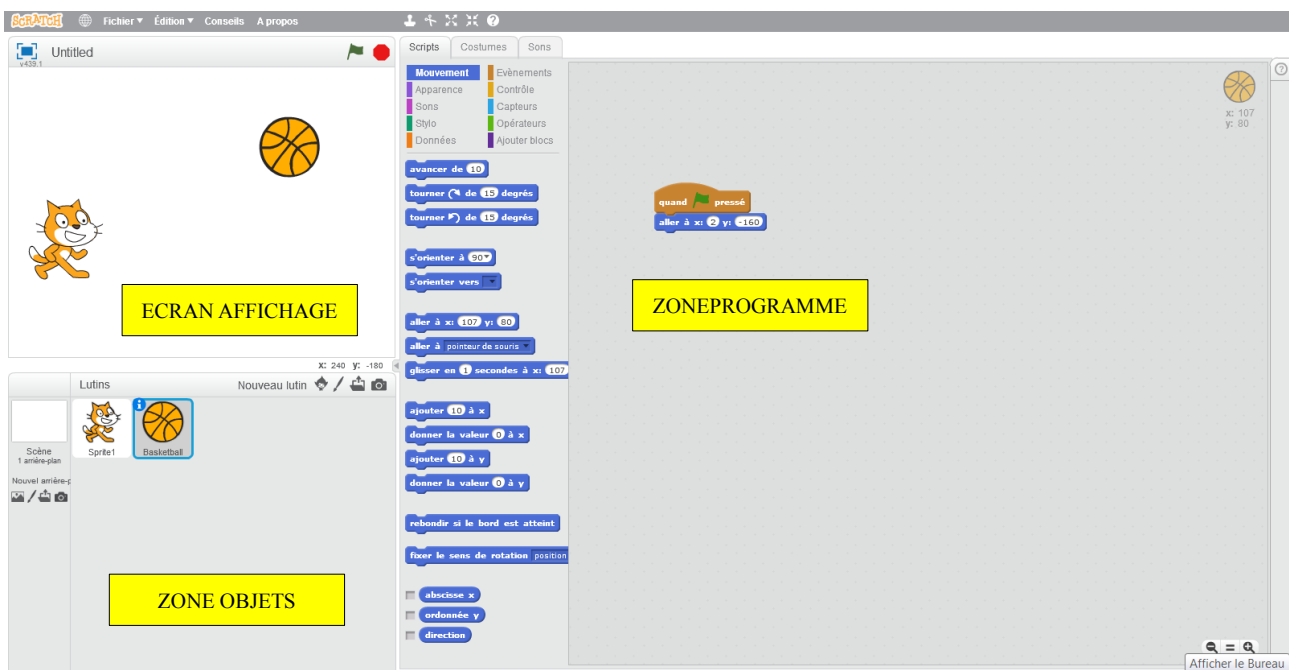 SCRATCH Fichier Édition Conseils A propos
Untitled
v439.1
ECRAN AFFICHAGE
X: 240 y: -180
Lutins Nouveau lutin
Scène
1 arrière-plan
Sprite1
Basketball
Nouvel arrière-p
ZONE OBJETS
Scripts Costumes Sons
Mouvement Evènements
Apparence Contrôle
Sons Capteurs
Stylo Opérateurs
Données Ajouter blocs
avancer de 10
tourner de 15 degrés
tourner de 15 degrés
s'orienter à 90
s'orienter vers
aller à x: 107 y: 80
aller à pointeur de souris
glisser en 1 secondes à x: 107
ajouter 10 à x
donner la valeur 0 à x
ajouter 10 à y
donner la valeur 0 à y
rebondir si le bord est atteint
fixer le sens de rotation position
abscisse x
ordonnée y
direction
x: 107
y: 80
quand pressé
aller à x: 2 y: -160
ZONEPROGRAMME
Afficher le Bureau